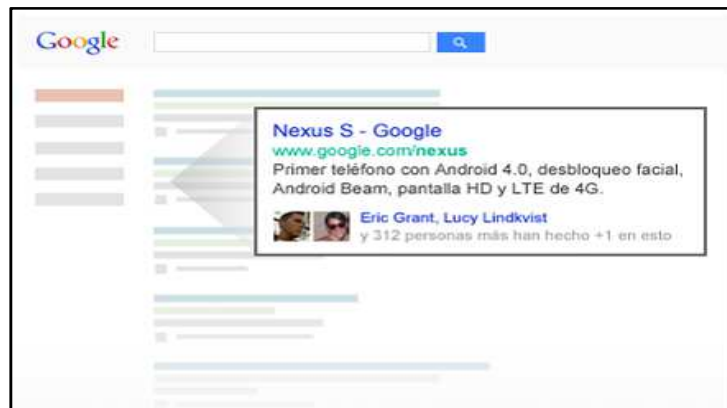 Google
Nexus S - Google
www.google.com/nexus
Primer teléfono con Android 4.0, desbloqueo facial,
Android Beam, pantalla HD y LTE de 4G.
Eric Grant, Lucy Lindkvist
y 312 personas más han hecho +1 en esto